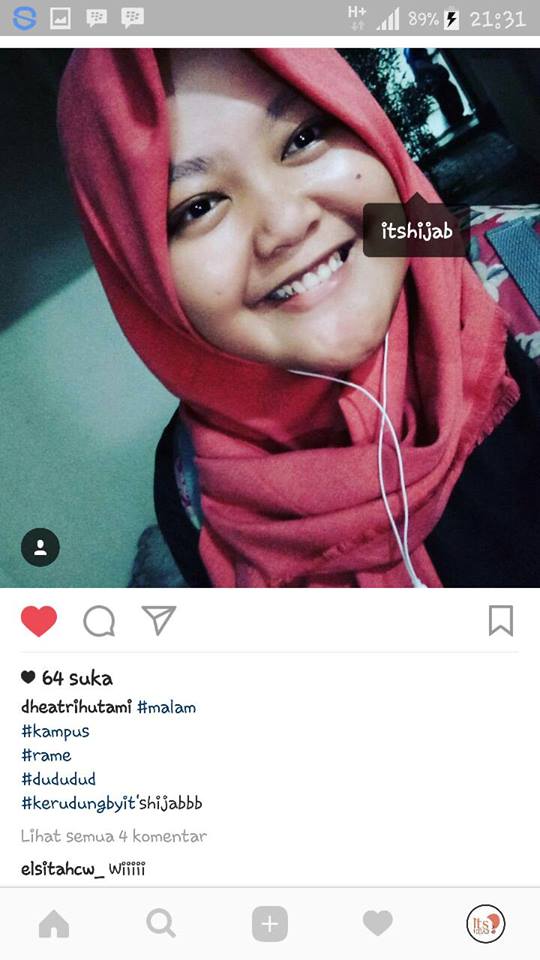 H+ 89% 21:31
itshijab
64 suka
dheatrihutami #malam
#kampus
#rame
#dududud
#kerudungbyit'shijabbb
Lihat semua 4 komentar
elsitahcw_ Wiiiii
its